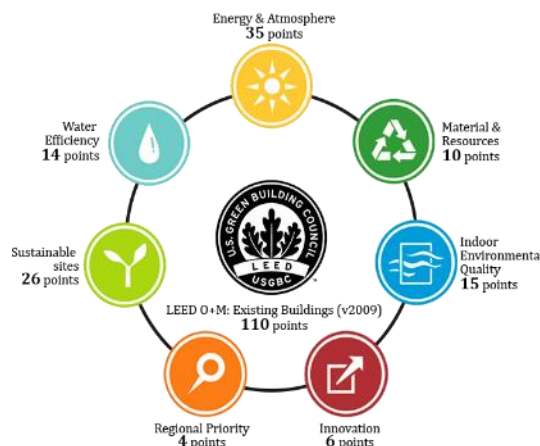 Energy & Atmosphere
35 points
Water
Efficiency
14 points
Material &
Resources
10 points
U.S. GREEN BUILDING COUNCIL
LEED
USGBC
Sustainable
sites
26 points
Indoor
Environmenta
Quality
15 points
LEED O+M: Existing Buildings (v2009)
110 points
Regional Priority
4 points
Innovation
6 points